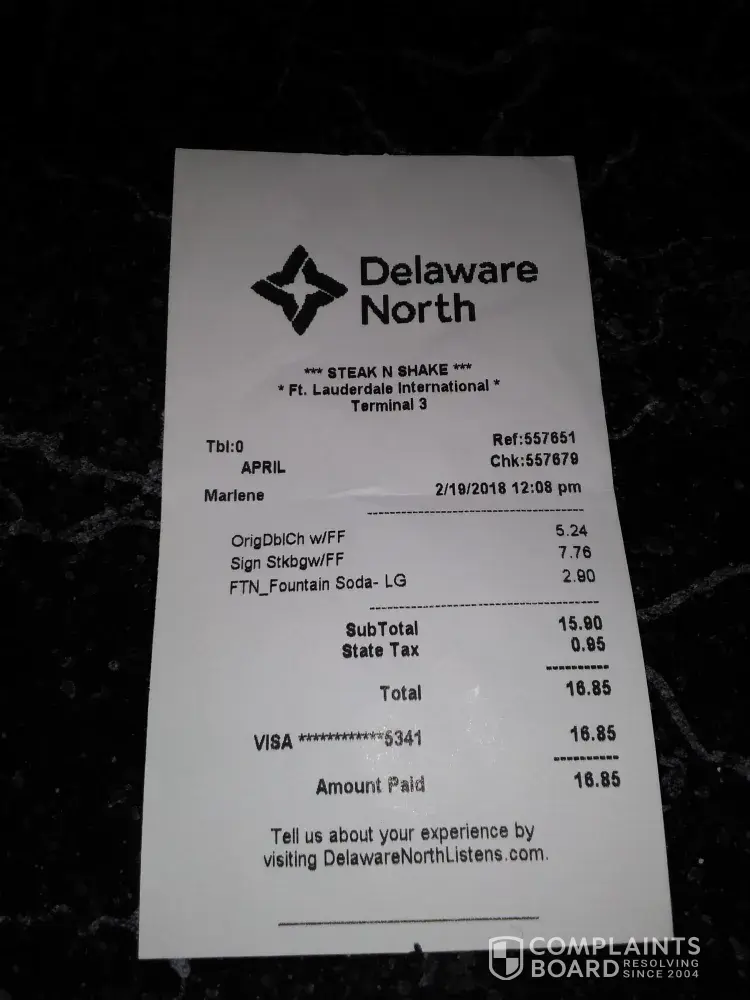 Delaware
North
*** STEAK N SHAKE ***
* Ft. Lauderdale International *
Terminal 3
Tbl:0 Ref:557651
APRIL Chk:557679
Marlene 2/19/2018 12:08 pm
OrigDblCh w/FF 5.24
Sign Stkbgw/FF 7.76
FTN_Fountain Soda- LG 2.90
SubTotal 15.90
State Tax 0.95
Total 16.85
VISA ************5341 16.85
Amount Paid 16.85
Tell us about your experience by
visiting DelawareNorthListens.com.
COMPLAINTS
BOARD RESOLVING
SINCE 2004